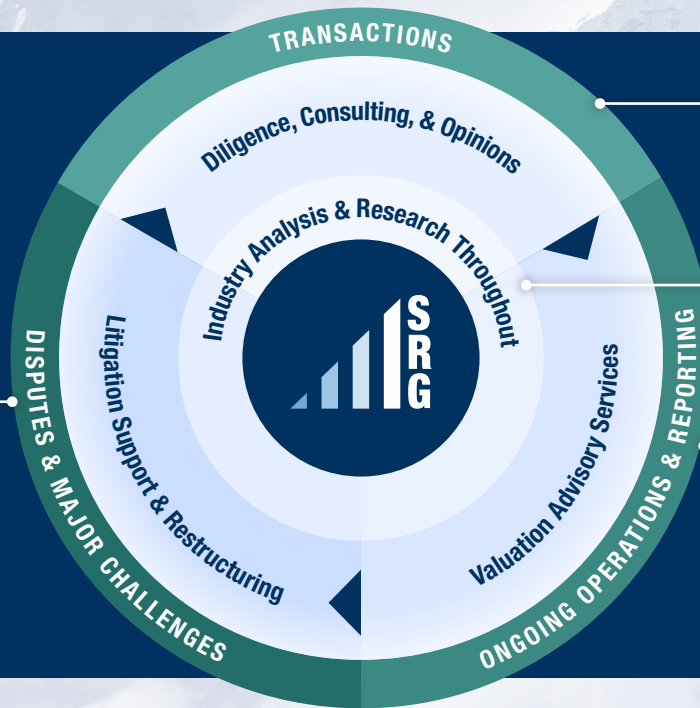 TRANSACTIONS
Diligence, Consulting, & Opinions
Industry Analysis & Research Throughout
SRG
DISPUTES & MAJOR CHALLENGES
Litigation Support & Restructuring
Valuation Advisory Services
ONGOING OPERATIONS & REPORTING